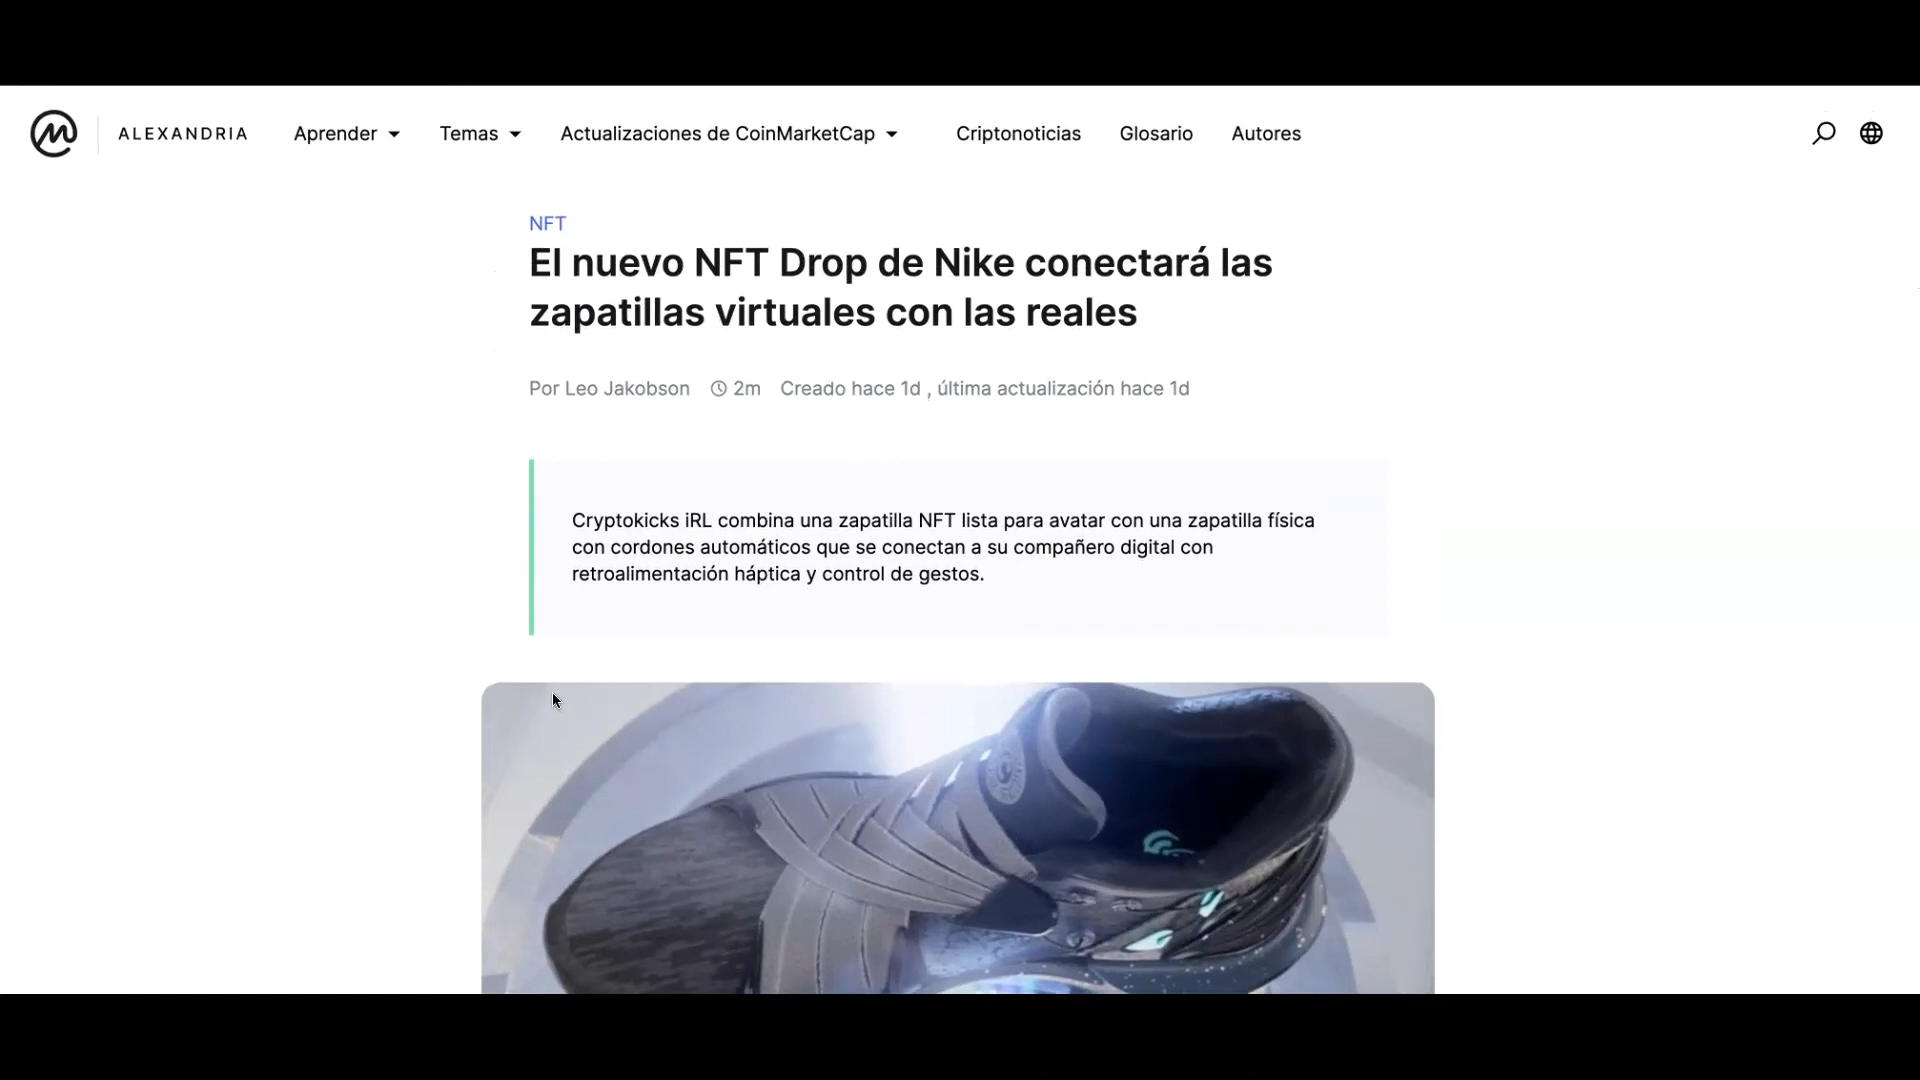 ALEXANDRIA Aprender Temas Actualizaciones de CoinMarketCap Criptonoticias Glosario Autores
NFT
El nuevo NFT Drop de Nike conectará las
zapatillas virtuales con las reales
Por Leo Jakobson 2m Creado hace 1d , última actualización hace 1d
Cryptokicks iRL combina una zapatilla NFT lista para avatar con una zapatilla física
con cordones automáticos que se conectan a su compañero digital con
retroalimentación háptica y control de gestos.